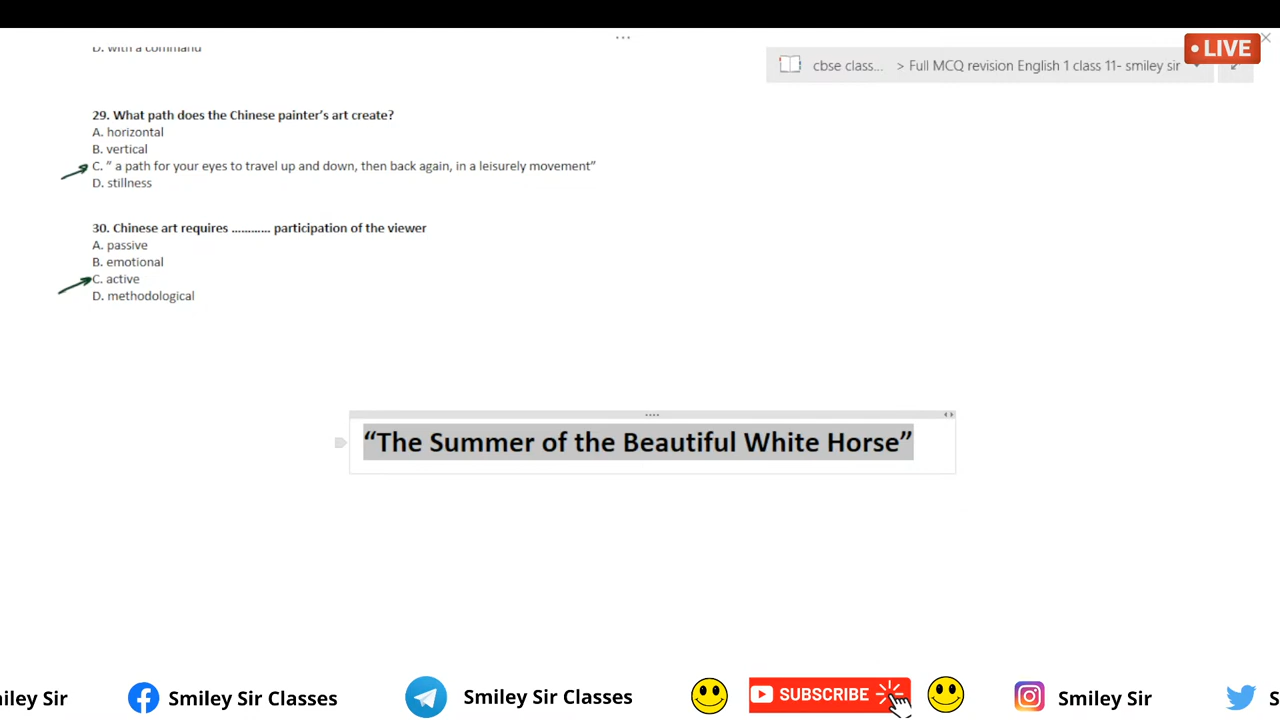 D. with a command
LIVE
cbse class... > Full MCQ revision English 1 class 11- smiley sir
29. What path does the Chinese painter’s art create?
A. horizontal
B. vertical
C. ” a path for your eyes to travel up and down, then back again, in a leisurely movement”
D. stillness
30. Chinese art requires ………… participation of the viewer
A. passive
B. emotional
C. active
D. methodological
“The Summer of the Beautiful White Horse”
iley Sir
Smiley Sir Classes
Smiley Sir Classes
SUBSCRIBE
Smiley Sir
S